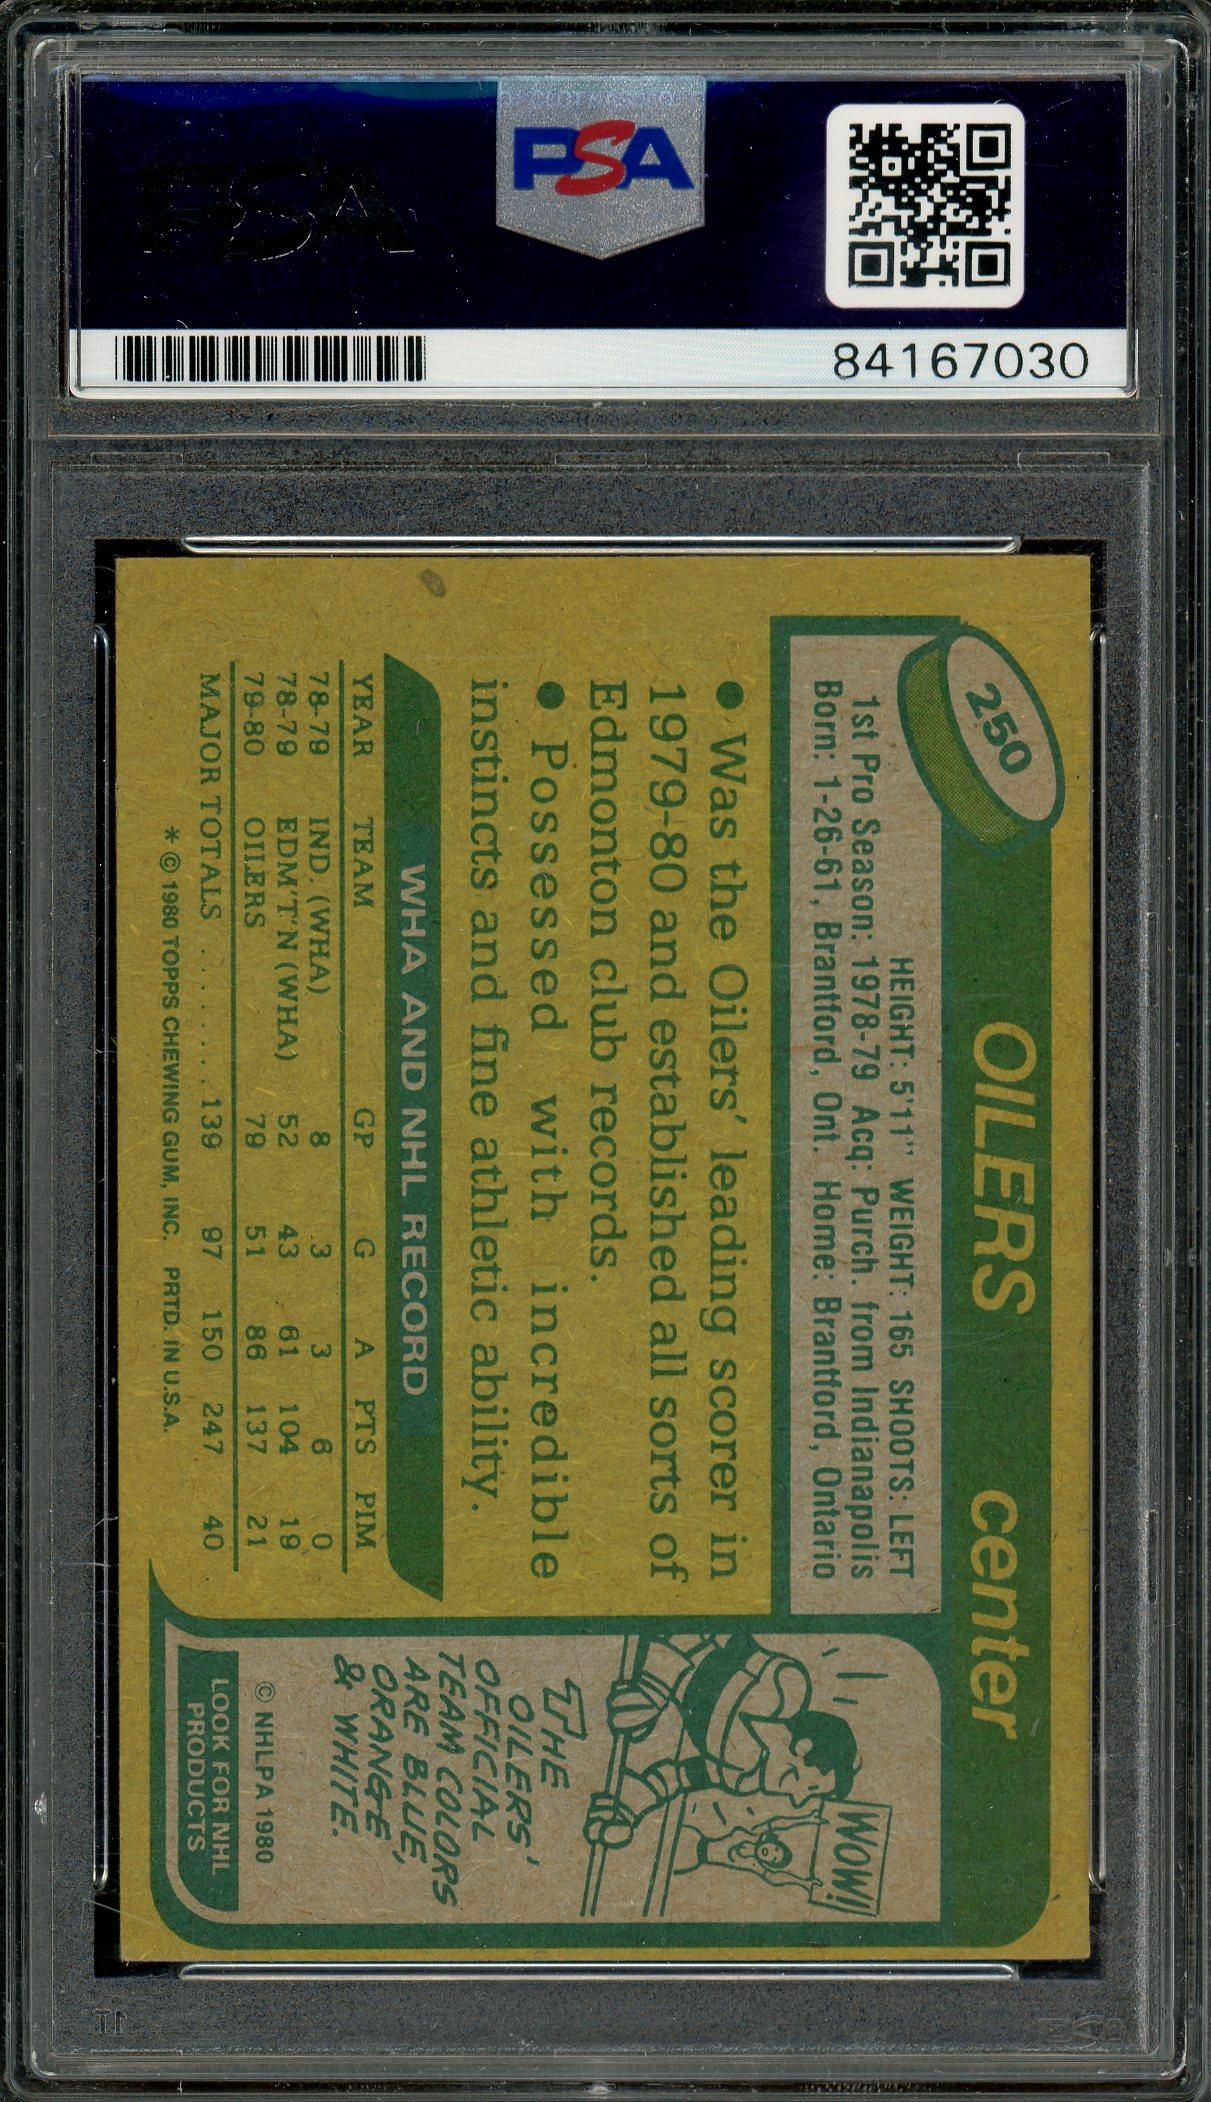 PSA
PSA
84167030
250
OILERS center
HEIGHT: 5'11" WEIGHT: 165 SHOOTS: LEFT
1st Pro Season: 1978-79 Acq: Purch. from Indianapolis
Born: 1-26-61, Brantford, Ont. Home: Brantford, Ontario
• Was the Oilers' leading scorer in
1979-80 and established all sorts of
Edmonton club records.
• Possessed with incredible
instincts and fine athletic ability.
WHA AND NHL RECORD
YEAR TEAM GP G A PTS PIM
78-79 IND. (WHA) 8 3 3 6 0
78-79 EDM'T'N (WHA) 52 43 61 104 19
79-80 OILERS 79 51 86 137 21
MAJOR TOTALS . . . . . . . . 139 97 150 247 40
* © 1980 TOPPS CHEWING GUM, INC. PRTD. IN U.S.A.
WOW!
THE
OILERS'
OFFICIAL
TEAM COLORS
ARE BLUE,
ORANGE
& WHITE.
© NHLPA 1980
LOOK FOR NHL
PRODUCTS